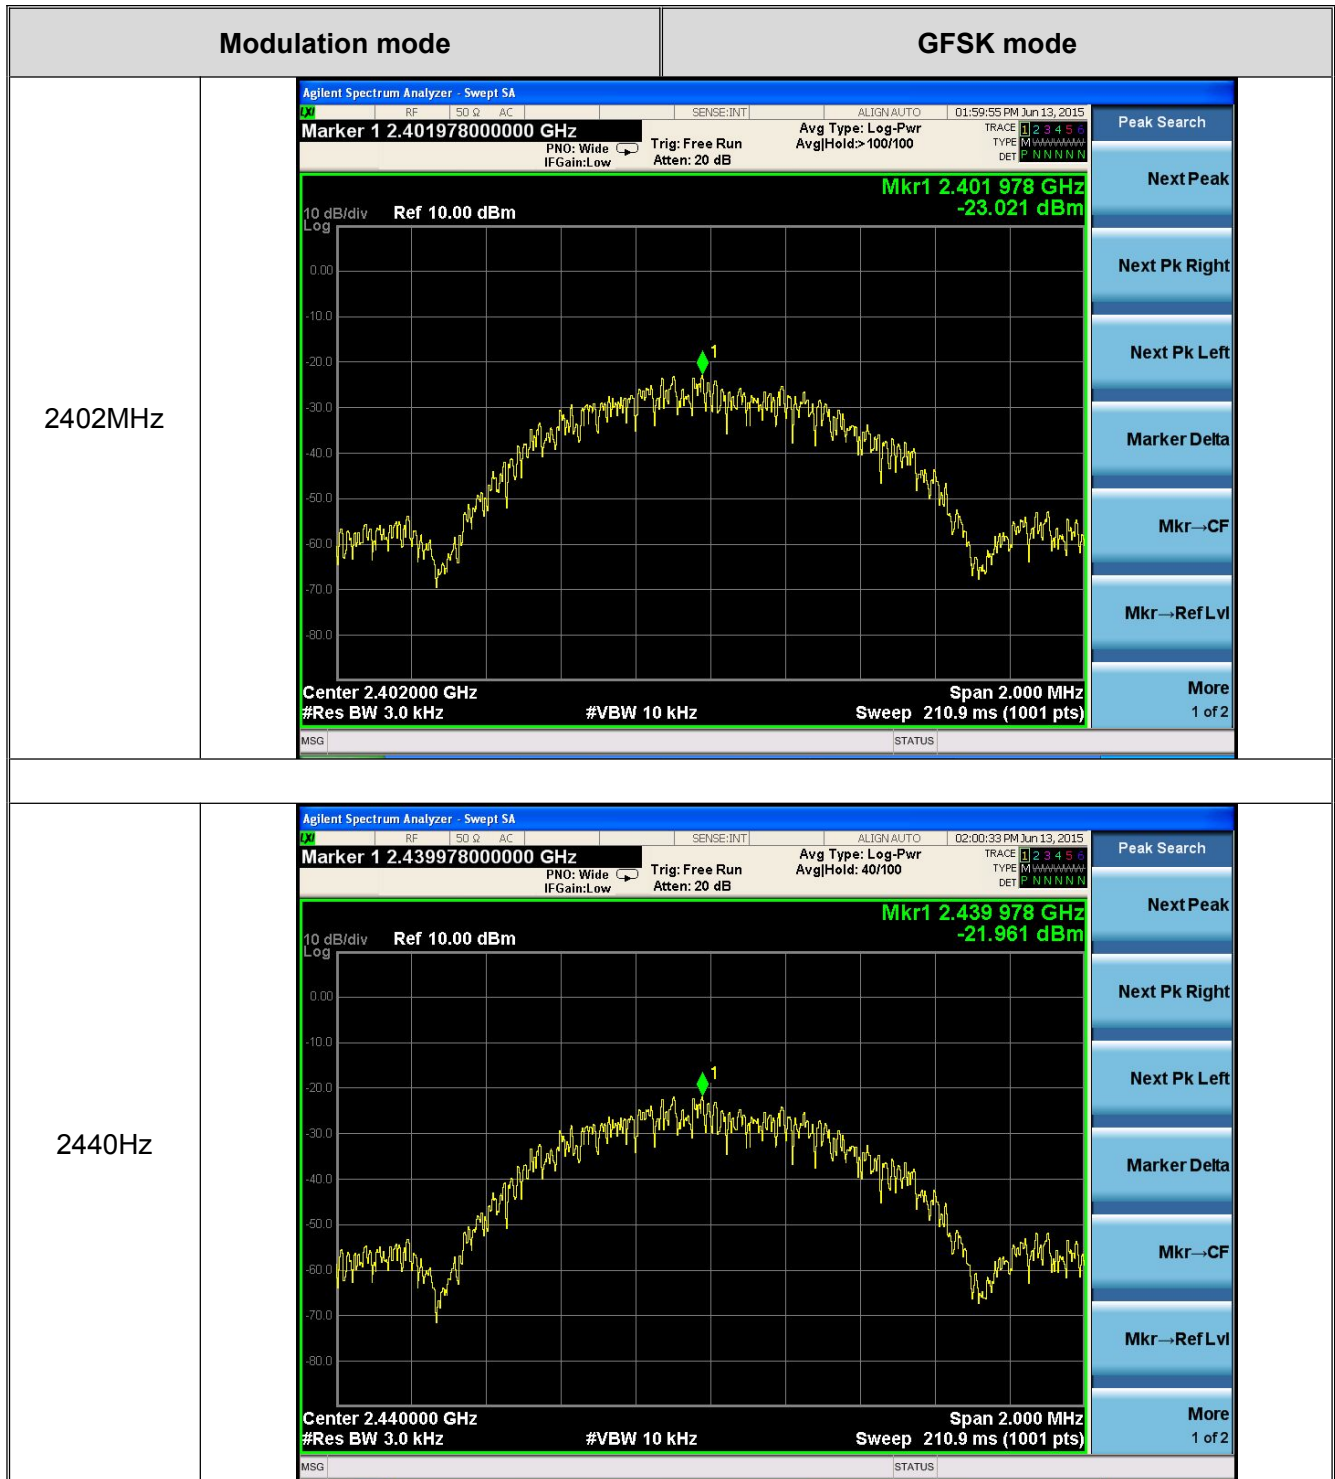 Modulation mode GFSK mode
2402MHz
Agilent Spectrum Analyzer - Swept SA
LXI RF 50 Ω AC SENSE:INT ALIGN AUTO 01:59:55 PM Jun 13, 2015
Marker 1 2.401978000000 GHz
PNO: Wide
IFGain:Low
Trig: Free Run
Atten: 20 dB
Avg Type: Log-Pwr
Avg|Hold:>100/100
TRACE 1 2 3 4 5 6
TYPE M WWWWW
DET P N N N N N
Mkr1 2.401 978 GHz
-23.021 dBm
10 dB/div Ref 10.00 dBm
Log
0.00
-10.0
1
-20.0
-30.0
-40.0
-50.0
-60.0
-70.0
-80.0
Center 2.402000 GHz Span 2.000 MHz
#Res BW 3.0 kHz #VBW 10 kHz Sweep 210.9 ms (1001 pts)
MSG STATUS
Peak Search
Next Peak
Next Pk Right
Next Pk Left
Marker Delta
Mkr→CF
Mkr→Ref Lvl
More
1 of 2
2440Hz
Agilent Spectrum Analyzer - Swept SA
LXI RF 50 Ω AC SENSE:INT ALIGN AUTO 02:00:33 PM Jun 13, 2015
Marker 1 2.439978000000 GHz
PNO: Wide
IFGain:Low
Trig: Free Run
Atten: 20 dB
Avg Type: Log-Pwr
Avg|Hold: 40/100
TRACE 1 2 3 4 5 6
TYPE M WWWWW
DET P N N N N N
Mkr1 2.439 978 GHz
-21.961 dBm
10 dB/div Ref 10.00 dBm
Log
0.00
-10.0
1
-20.0
-30.0
-40.0
-50.0
-60.0
-70.0
-80.0
Center 2.440000 GHz Span 2.000 MHz
#Res BW 3.0 kHz #VBW 10 kHz Sweep 210.9 ms (1001 pts)
MSG STATUS
Peak Search
Next Peak
Next Pk Right
Next Pk Left
Marker Delta
Mkr→CF
Mkr→Ref Lvl
More
1 of 2